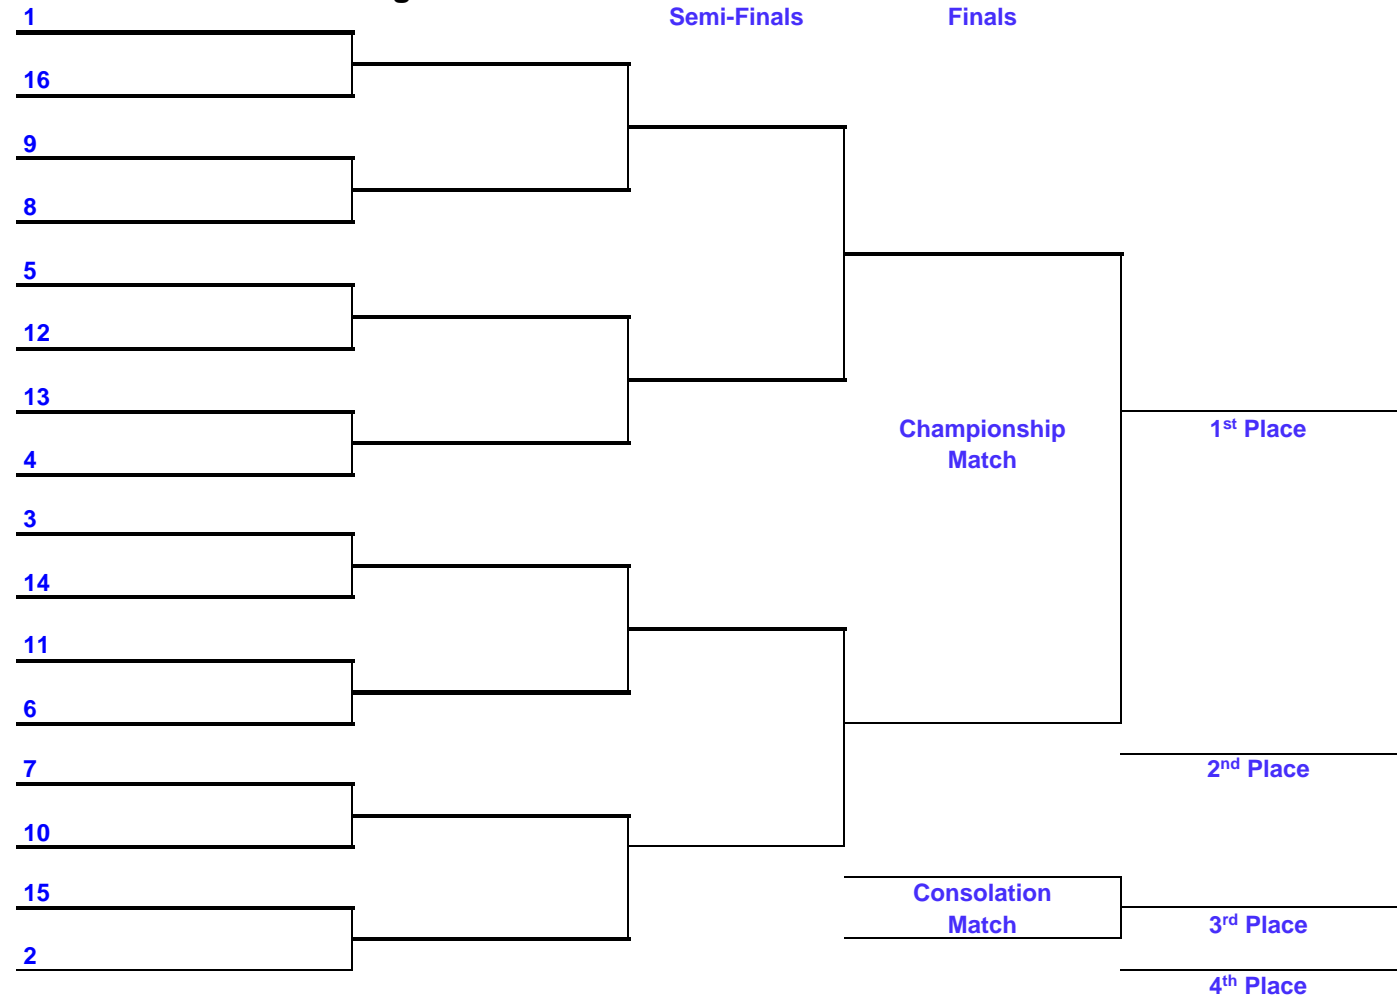 1
Semi-Finals
Finals
16
9
8
5
12
13
4
3
14
11
6
7
10
15
2
Championship
Match
1st Place
2nd Place
Consolation
Match
3rd Place
4th Place